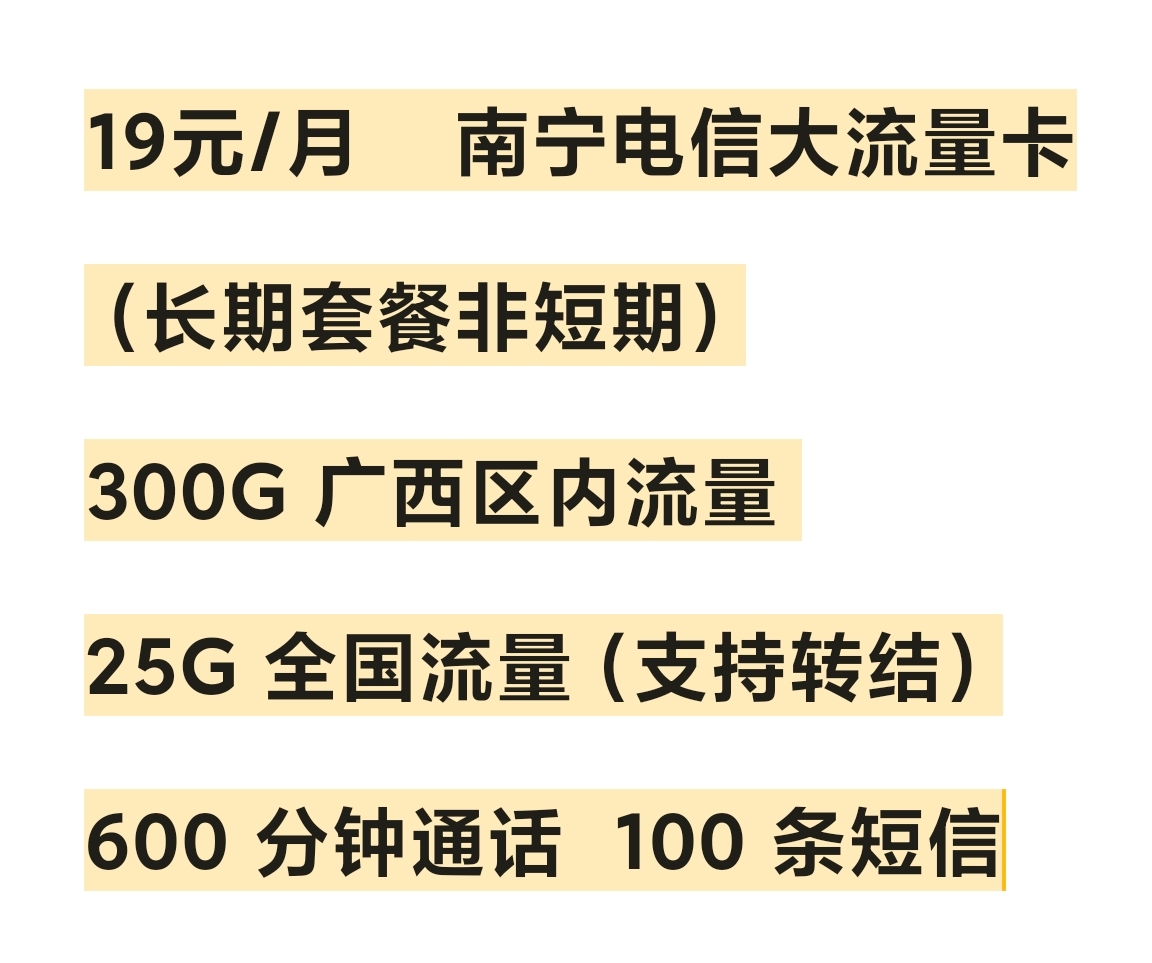 19元/月 南宁电信大流量卡
（长期套餐非短期）
300G 广西区内流量
25G 全国流量（支持转结）
600 分钟通话 100 条短信